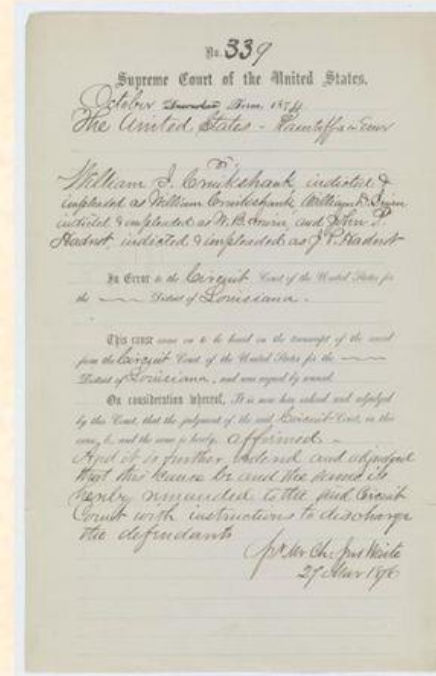 No. 339
Supreme Court of the United States.
October December Term, 1874
The United States - Plaintiffs in Error
vs.
William J. Cruikshank, indicted &
impleaded as William Cruikshank, William D. Irwin
indicted & impleaded as W. B. Irwin, and John P.
Hadnot, indicted & impleaded as J. P. Hadnot
In Error to the Circuit Court of the United States for
the District of Louisiana.
This cause came on to be heard on the transcript of the record
from the Circuit Court of the United States for the
District of Louisiana, and was argued by counsel.
On consideration whereof, It is now here ordered and adjudged
by this Court, that the judgment of the said Circuit Court, in this
cause, be, and the same is hereby, affirmed -
And it is further ordered and adjudged
that this cause be and the same is
hereby remanded to the said Circuit
Court with instructions to discharge
the defendants
pr Mr Ch. Jus Waite
27 Mar 1876